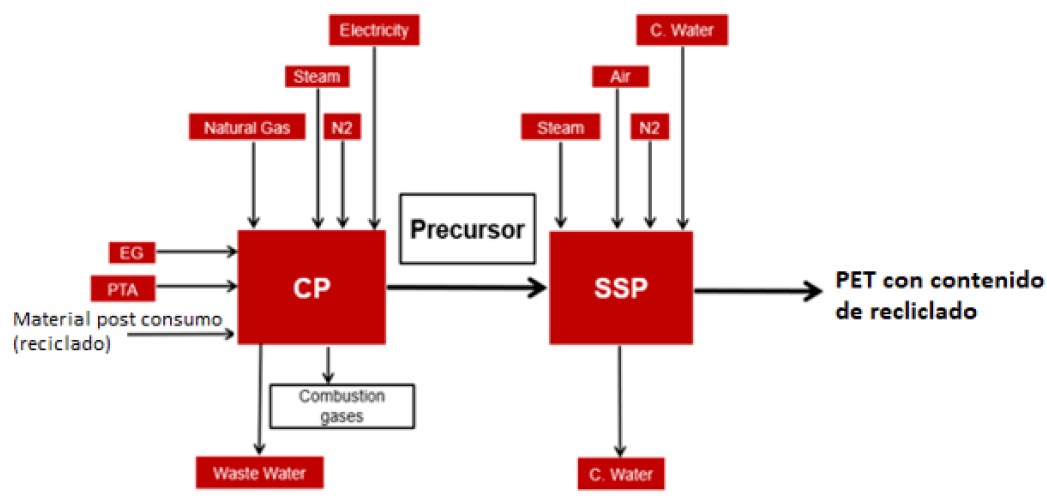 Electricity
C. Water
Steam
Air
Natural Gas
N2
Steam
N2
Precursor
EG
CP
SSP
PTA
PET con contenido
de recliclado
Material post consumo
(reciclado)
Combustion
gases
Waste Water
C. Water